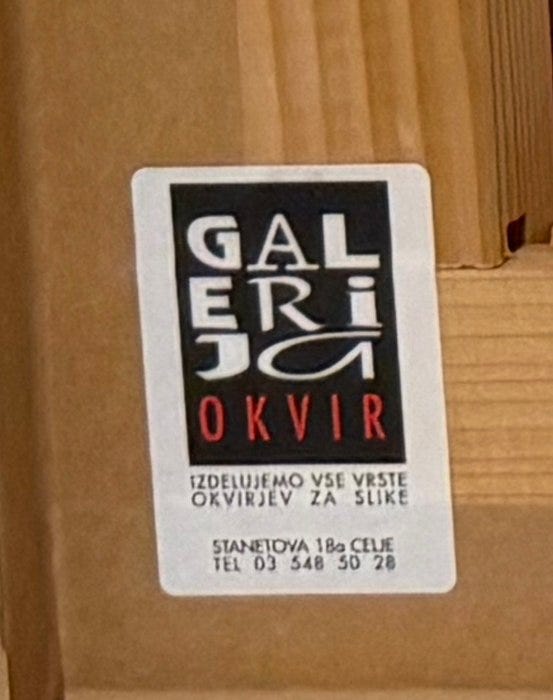 GAL
ERi
JA
OKVIR
IZDELUJEMO VSE VRSTE
OKVIRJEV ZA SLIKE
STANETOVA 18a CELJE
TEL 03 548 50 28